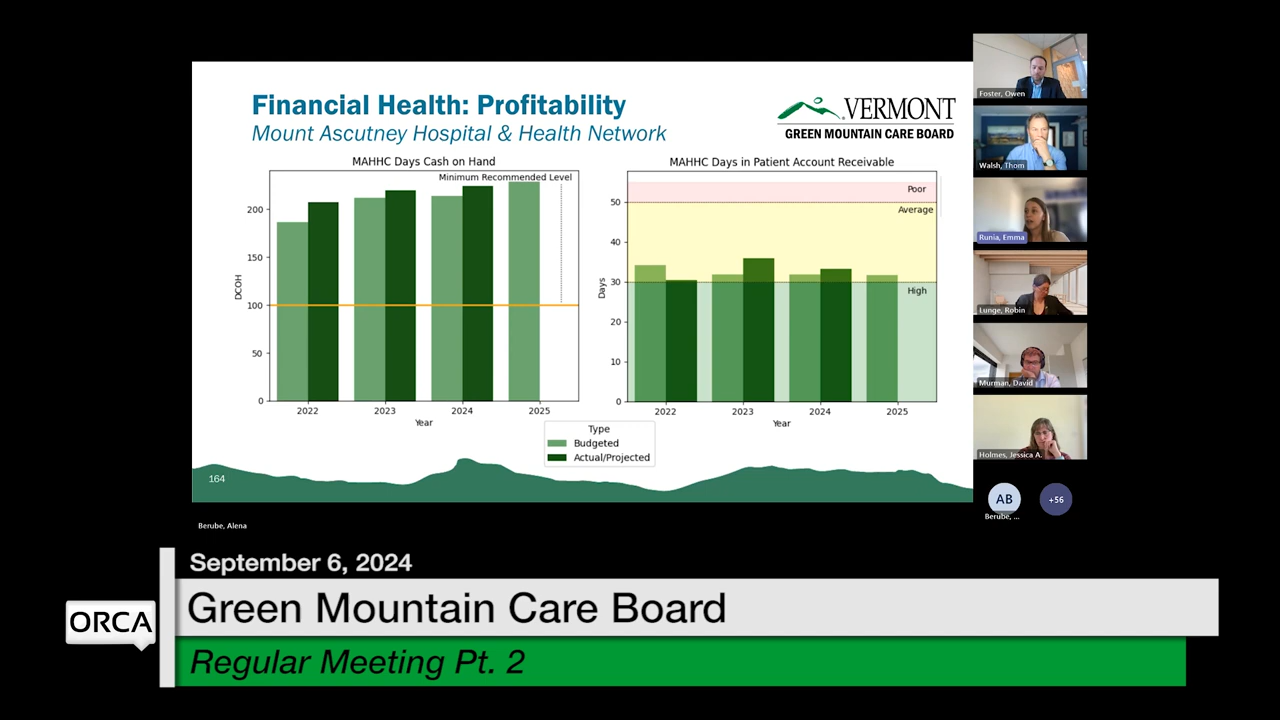 Financial Health: Profitability
Mount Ascutney Hospital & Health Network
VERMONT
GREEN MOUNTAIN CARE BOARD
MAHHC Days Cash on Hand
Minimum Recommended Level
200
150
100
50
0
DCOH
2022
2023
2024
2025
Year
MAHHC Days in Patient Account Receivable
Poor
Average
High
50
40
30
20
10
0
Days
2022
2023
2024
2025
Year
Type
Budgeted
Actual/Projected
164
Foster, Owen
Walsh, Thom
Runia, Emma
Lunge, Robin
Murman, David
Holmes, Jessica A.
AB
Berube, ...
+56
Berube, Alena
September 6, 2024
ORCA
Green Mountain Care Board
Regular Meeting Pt. 2